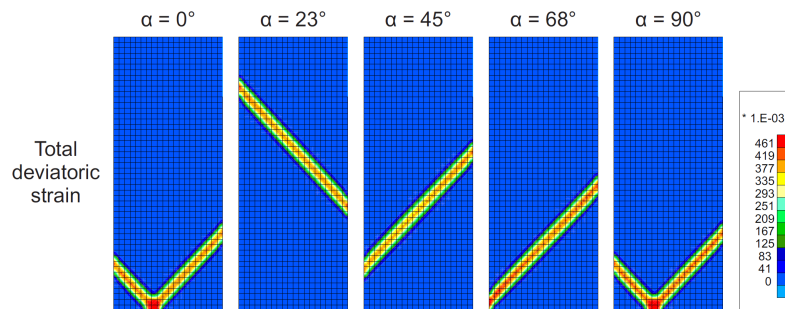 α = 0° α = 23° α = 45° α = 68° α = 90°
Total
deviatoric
strain
* 1.E-03
461
419
377
335
293
251
209
167
125
83
41
0